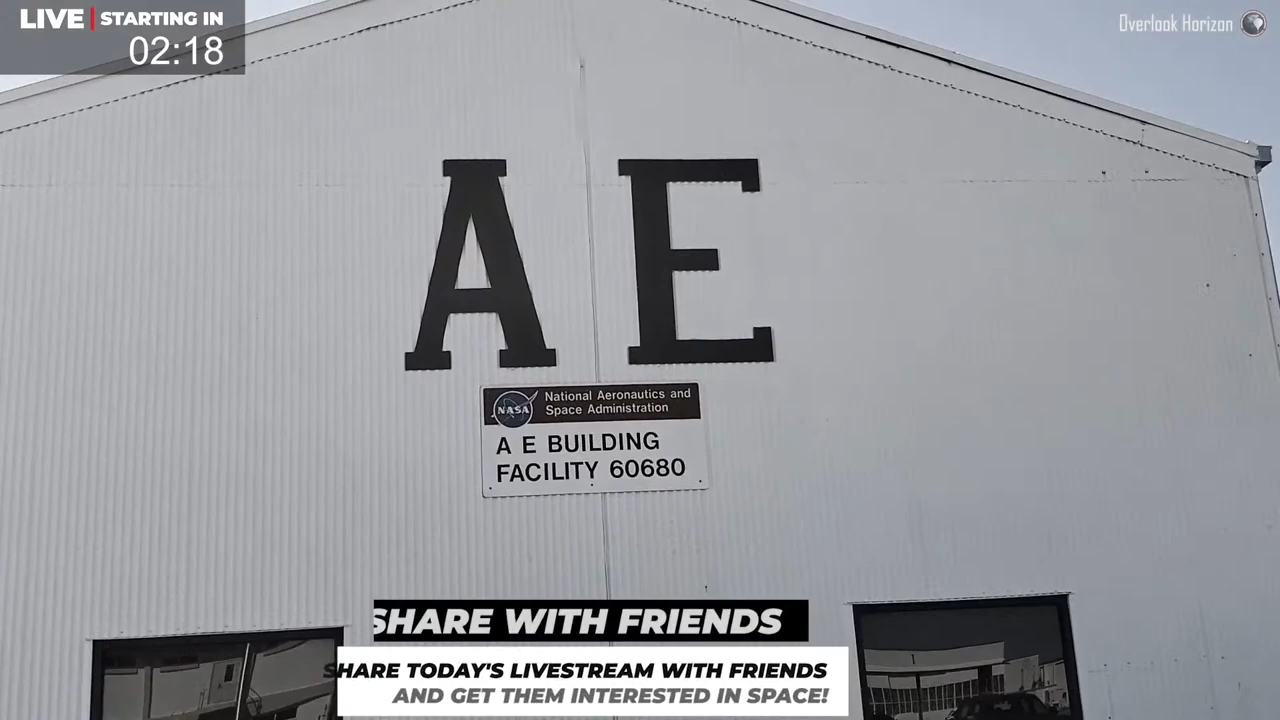 LIVE | STARTING IN
02:18
Overlook Horizon
A E
NASA
National Aeronautics and
Space Administration
A E BUILDING
FACILITY 60680
SHARE WITH FRIENDS
SHARE TODAY'S LIVESTREAM WITH FRIENDS
AND GET THEM INTERESTED IN SPACE!